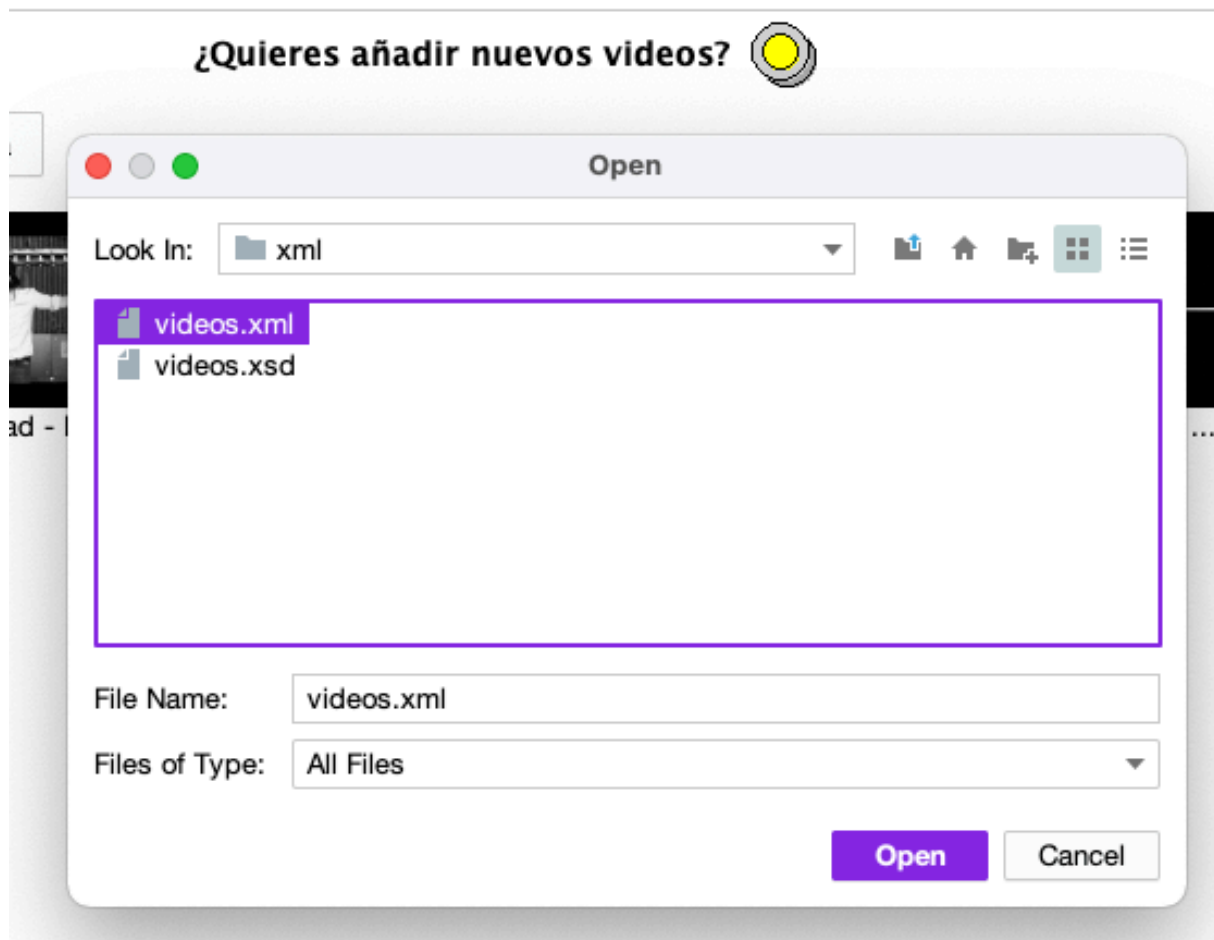 ¿Quieres añadir nuevos videos?
Open
Look In: xml
videos.xml
videos.xsd
ad -
...
File Name: videos.xml
Files of Type: All Files
Open Cancel